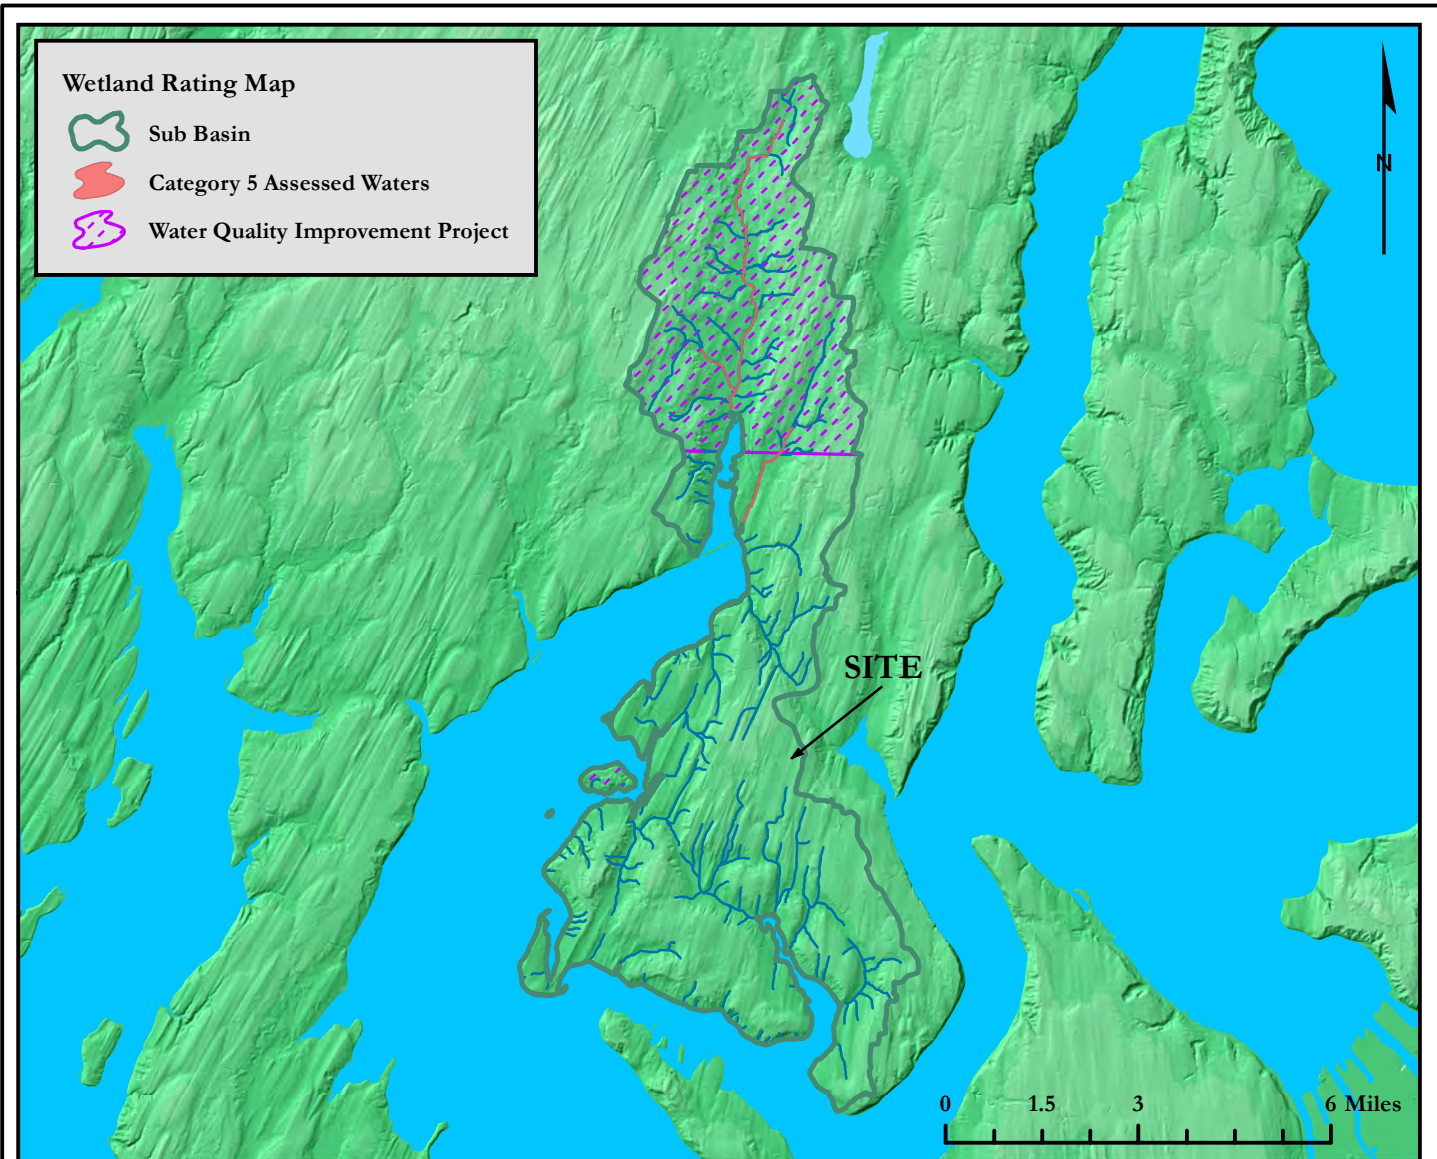 Wetland Rating Map
Sub Basin
Category 5 Assessed Waters
Water Quality Improvement Project
N
SITE
0 1.5 3 6 Miles